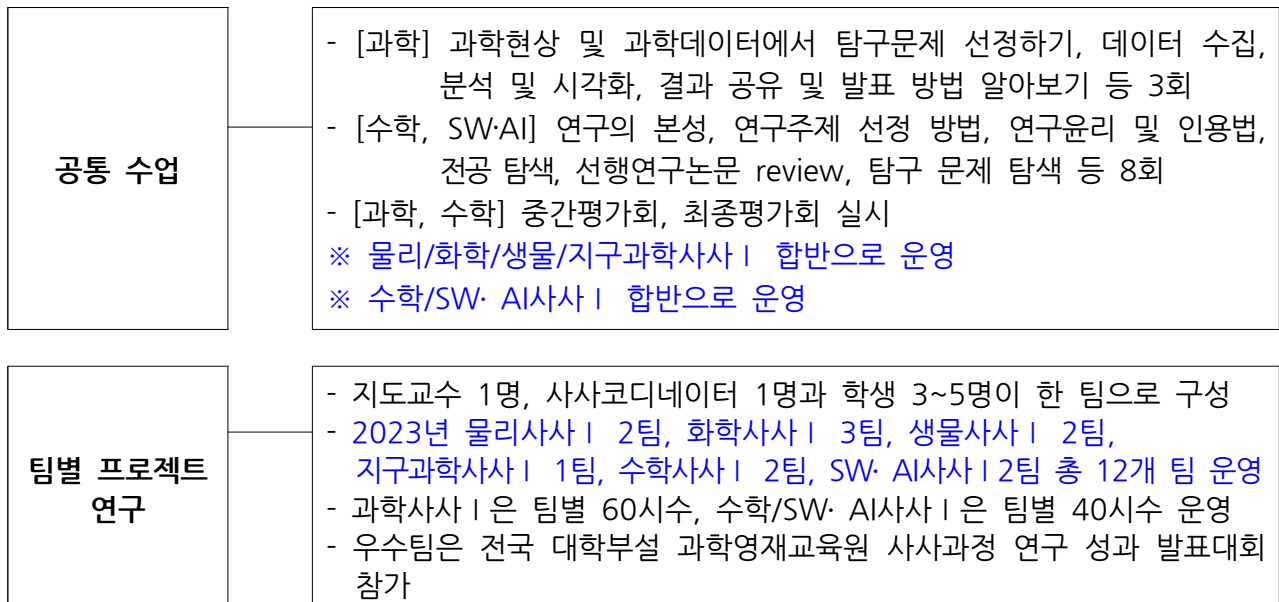 공통 수업
- [과학] 과학현상 및 과학데이터에서 탐구문제 선정하기, 데이터 수집,
분석 및 시각화, 결과 공유 및 발표 방법 알아보기 등 3회
- [수학, SW·AI] 연구의 본성, 연구주제 선정 방법, 연구윤리 및 인용법,
전공 탐색, 선행연구논문 review, 탐구 문제 탐색 등 8회
- [과학, 수학] 중간평가회, 최종평가회 실시
※ 물리/화학/생물/지구과학사사Ⅰ 합반으로 운영
※ 수학/SW· AI사사Ⅰ 합반으로 운영
팀별 프로젝트
연구
- 지도교수 1명, 사사코디네이터 1명과 학생 3~5명이 한 팀으로 구성
- 2023년 물리사사Ⅰ 2팀, 화학사사Ⅰ 3팀, 생물사사Ⅰ 2팀,
지구과학사사Ⅰ 1팀, 수학사사Ⅰ 2팀, SW· AI사사Ⅰ2팀 총 12개 팀 운영
- 과학사사Ⅰ은 팀별 60시수, 수학/SW· AI사사Ⅰ은 팀별 40시수 운영
- 우수팀은 전국 대학부설 과학영재교육원 사사과정 연구 성과 발표대회
참가